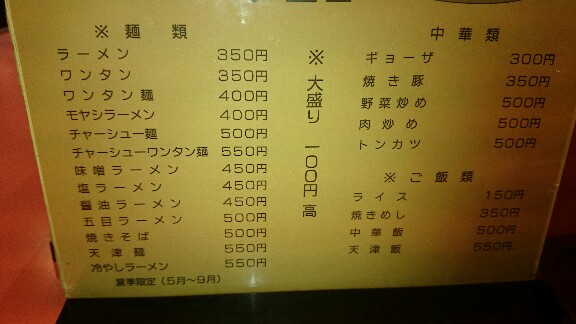 ※ 麺類
ラーメン 350円
ワンタン 350円
ワンタン麺 400円
モヤシラーメン 400円
チャーシュー麺 500円
チャーシューワンタン麺 550円
味噌ラーメン 450円
塩ラーメン 450円
醤油ラーメン 450円
五目ラーメン 500円
焼きそば 500円
天津麺 550円
冷やしラーメン 550円
夏季限定(5月～9月)
※ 大盛り 一〇〇円高
中華類
ギョーザ 300円
焼き豚 350円
野菜炒め 500円
肉炒め 500円
トンカツ 500円
※ ご飯類
ライス 150円
焼きめし 350円
中華飯 500円
天津飯 550円